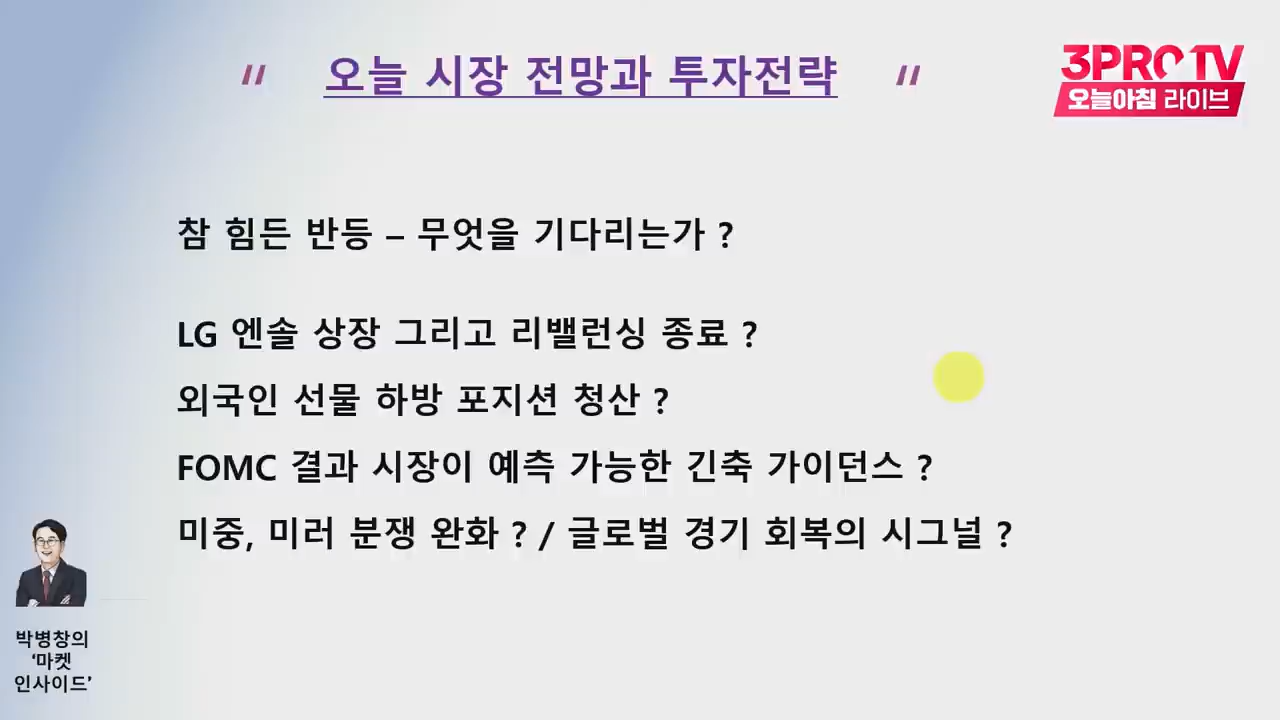 " 오늘 시장 전망과 투자전략 "
3PRO TV
오늘아침 라이브
참 힘든 반등 – 무엇을 기다리는가 ?
LG 엔솔 상장 그리고 리밸런싱 종료 ?
외국인 선물 하방 포지션 청산 ?
FOMC 결과 시장이 예측 가능한 긴축 가이던스 ?
미중, 미러 분쟁 완화 ? / 글로벌 경기 회복의 시그널 ?
박병창의
‘마켓
인사이드’